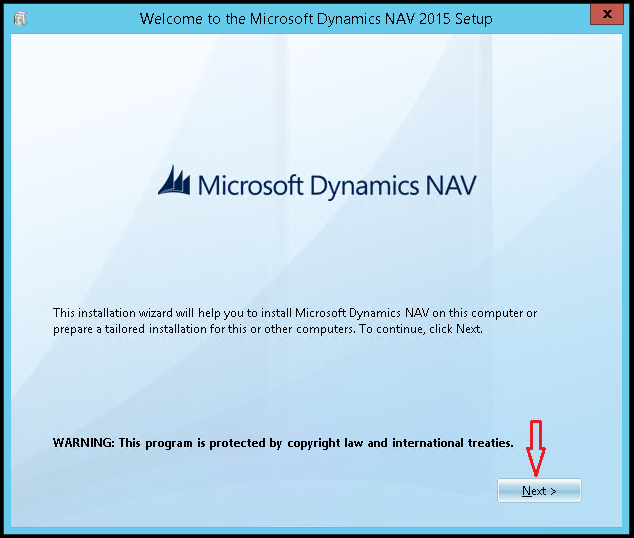 Welcome to the Microsoft Dynamics NAV 2015 Setup
x
Microsoft Dynamics NAV
This installation wizard will help you to install Microsoft Dynamics NAV on this computer or
prepare a tailored installation for this or other computers. To continue, click Next.
WARNING: This program is protected by copyright law and international treaties.
Next >